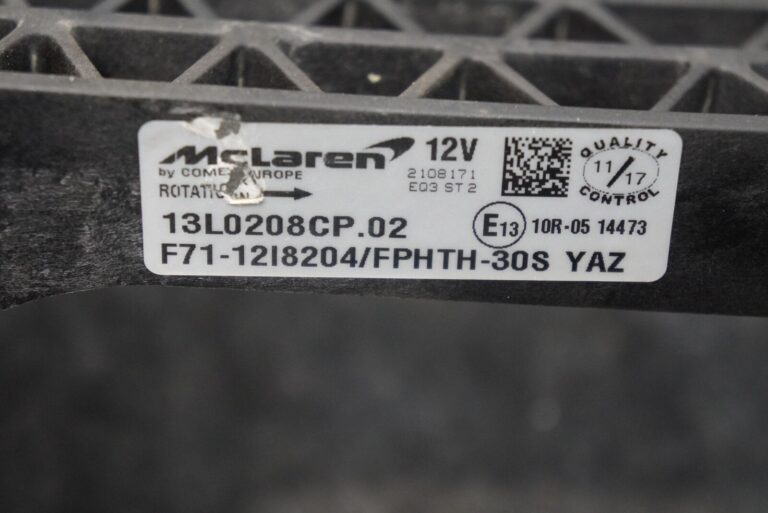 McLaren 12V
by COMEX EUROPE
2108171
EQ3 ST 2
ROTATION
QUALITY
11/17
CONTROL
13L0208CP.02
E13 10R-05 14473
F71-12I8204/FPHTH-30S YAZ